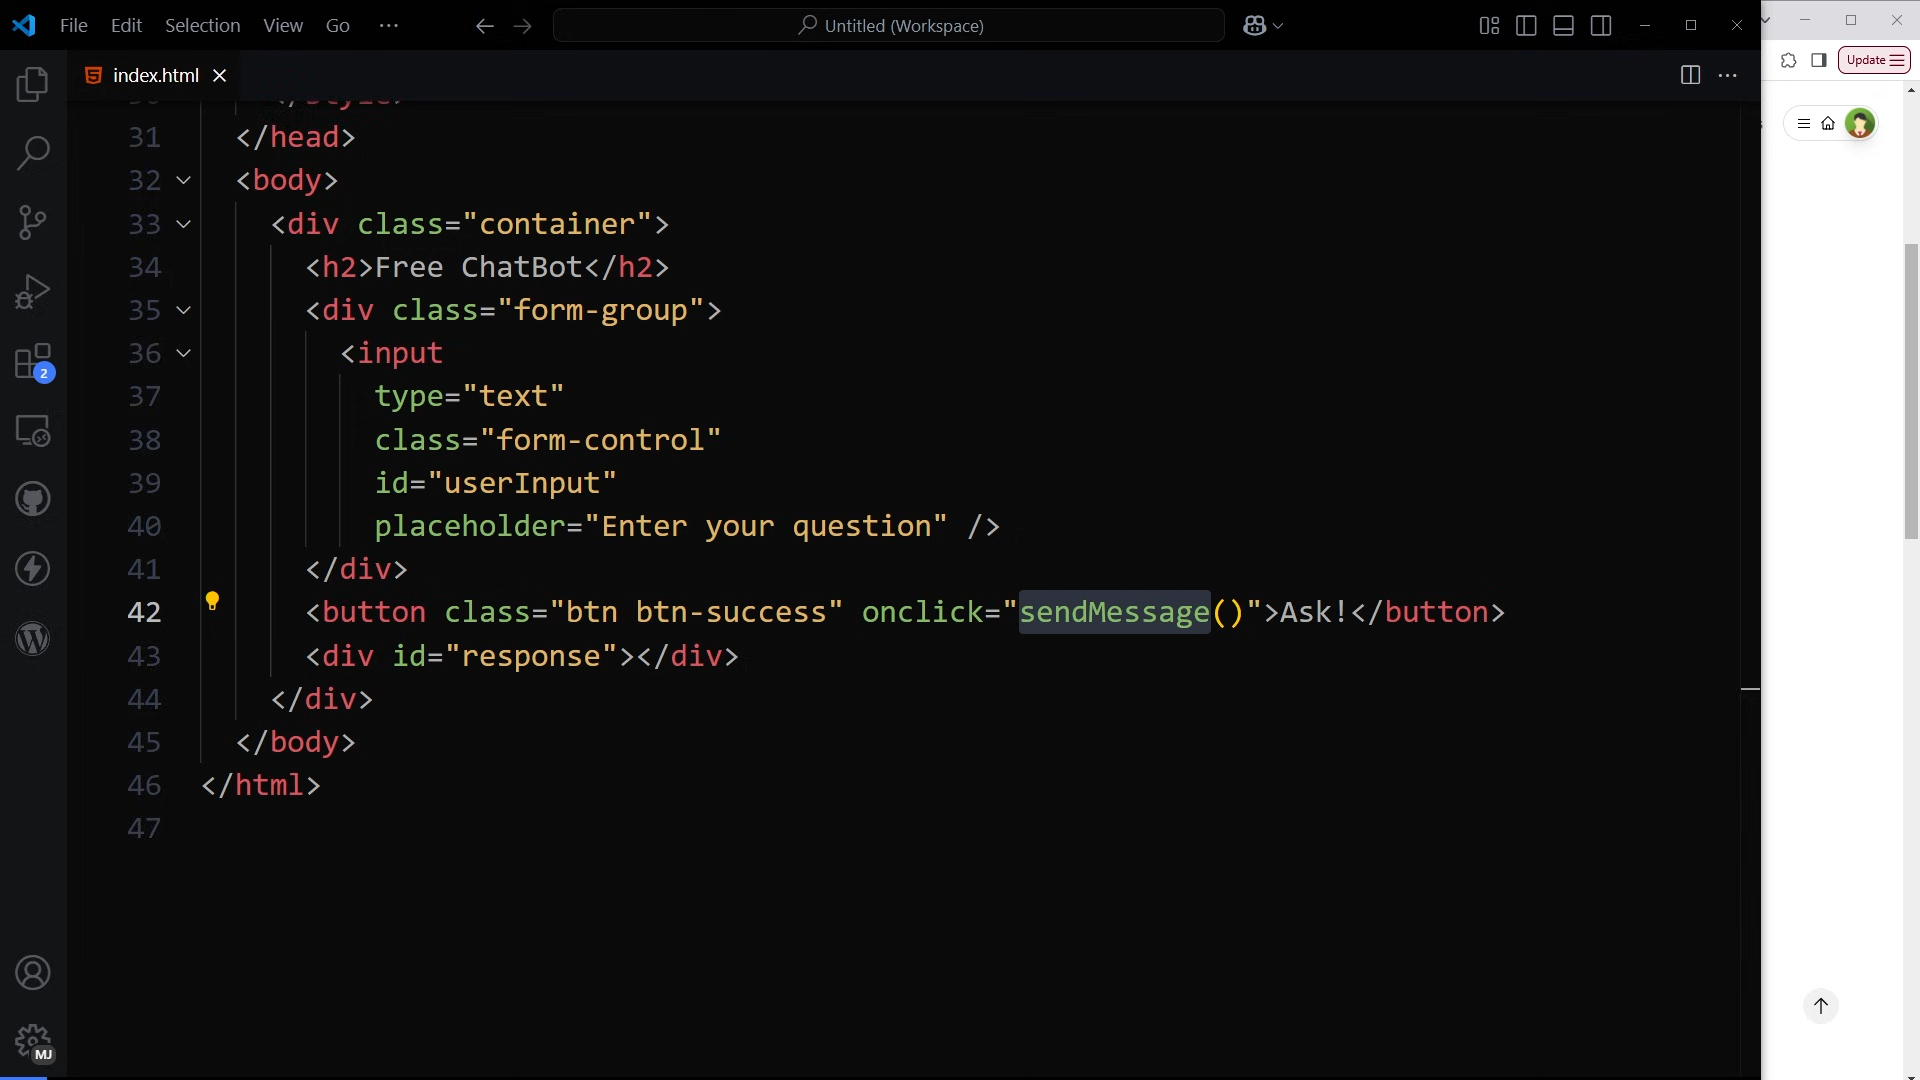 File Edit Selection View Go ··· Untitled (Workspace)
Update
index.html
30 </style>
31 </head>
32 <body>
33 <div class="container">
34 <h2>Free ChatBot</h2>
35 <div class="form-group">
36 <input
37 type="text"
38 class="form-control"
39 id="userInput"
40 placeholder="Enter your question" />
41 </div>
42 <button class="btn btn-success" onclick="sendMessage()">Ask!</button>
43 <div id="response"></div>
44 </div>
45 </body>
46 </html>
47
2
MJ